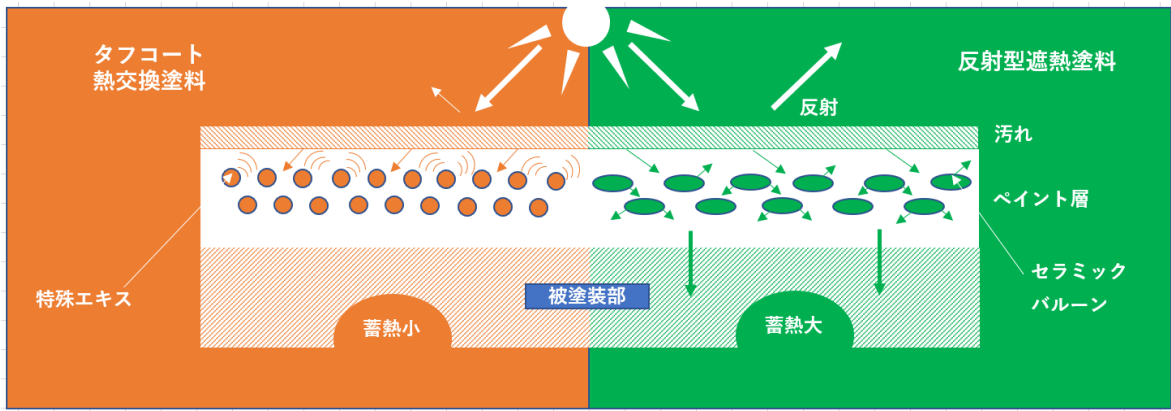 タフコート
熱交換塗料
反射型遮熱塗料
反射
汚れ
ペイント層
特殊エキス
被塗装部
セラミック
バルーン
蓄熱小
蓄熱大